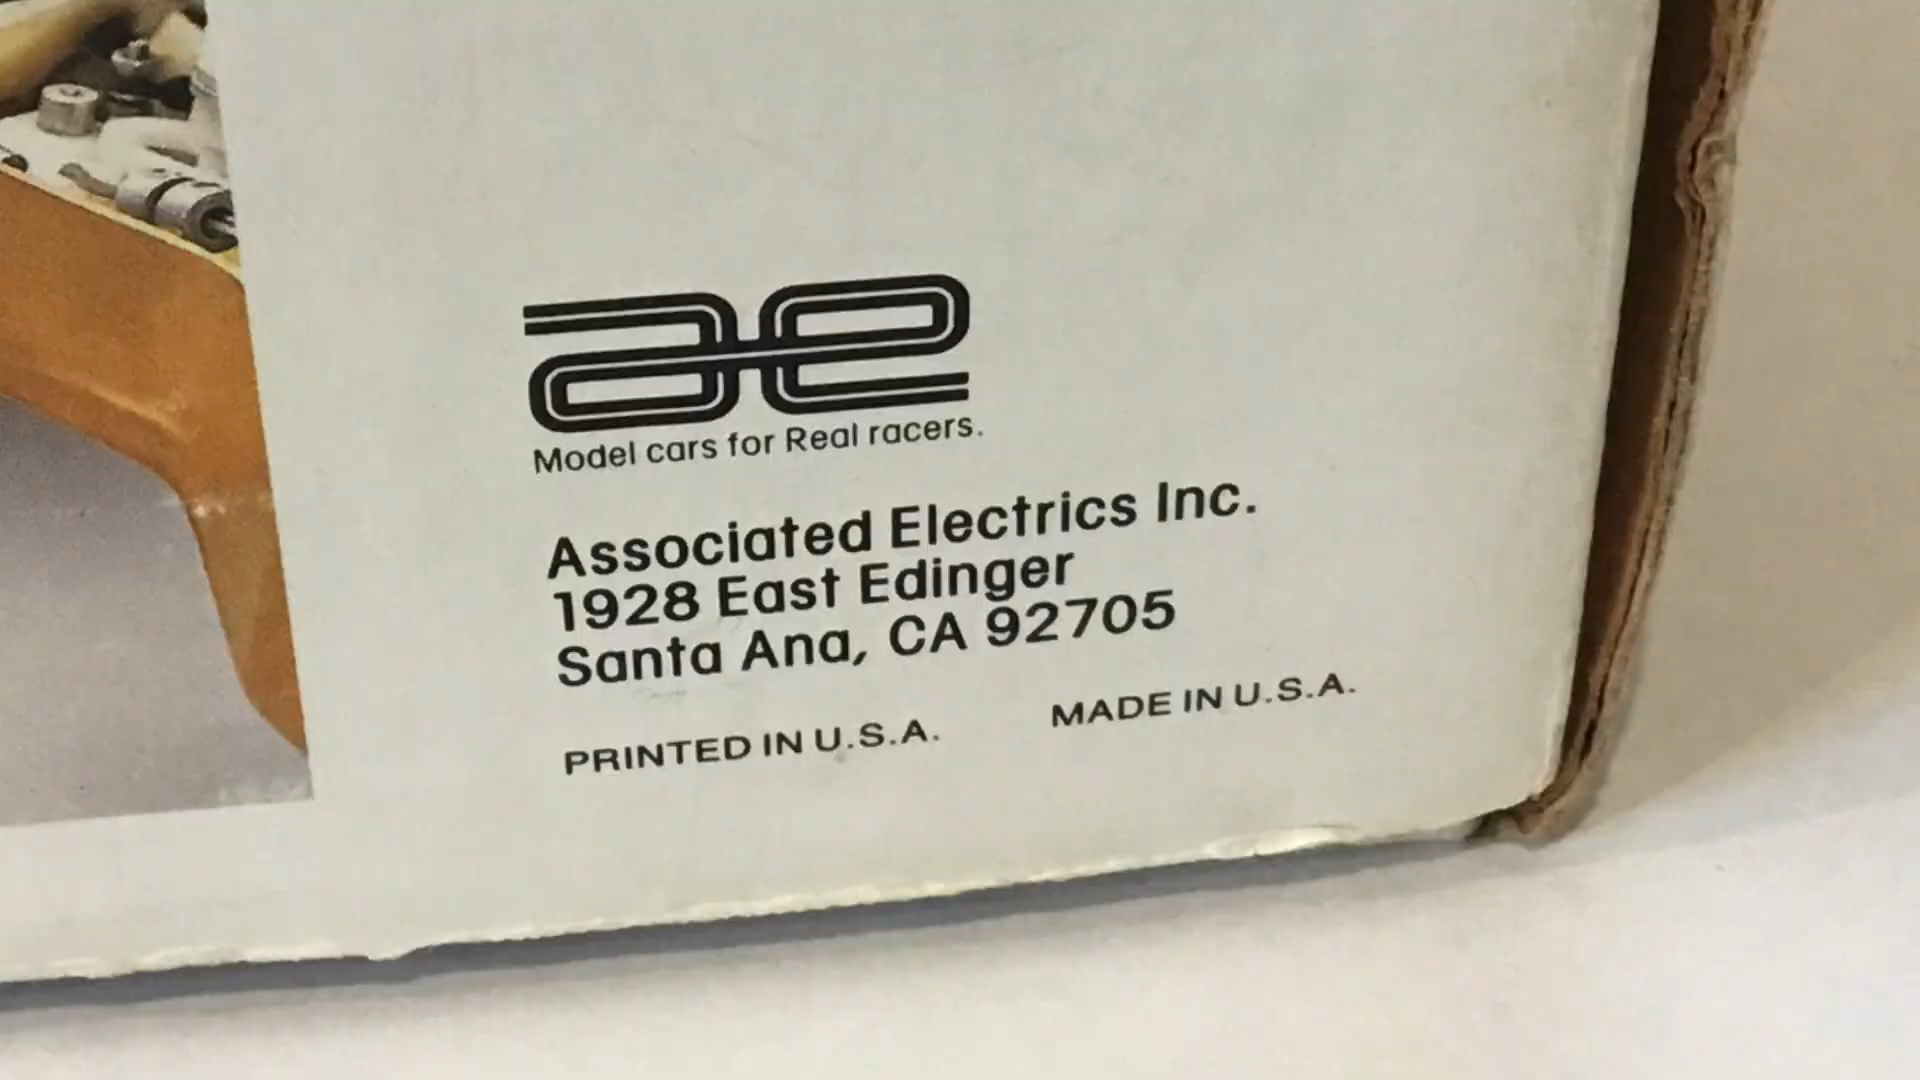 ae
Model cars for Real racers.
Associated Electrics Inc.
1928 East Edinger
Santa Ana, CA 92705
PRINTED IN U.S.A. MADE IN U.S.A.